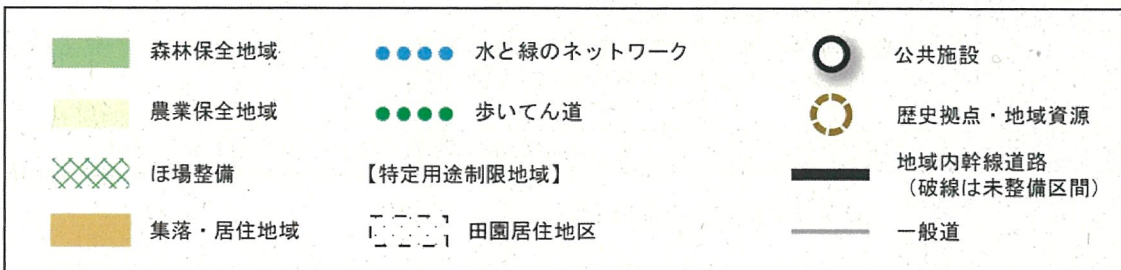 森林保全地域
農業保全地域
ほ場整備
集落・居住地域
水と緑のネットワーク
歩いてん道
【特定用途制限地域】
田園居住地区
公共施設
歴史拠点・地域資源
地域内幹線道路
（破線は未整備区間）
一般道